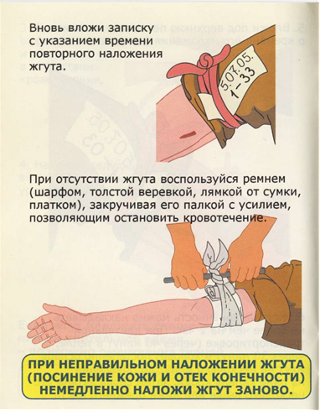 Вновь вложи записку
с указанием времени
повторного наложения
жгута.
5.07.05.
1-33
При отсутствии жгута воспользуйся ремнем
(шарфом, толстой веревкой, лямкой от сумки,
платком), закручивая его палкой с усилием,
позволяющим остановить кровотечение.
ПРИ НЕПРАВИЛЬНОМ НАЛОЖЕНИИ ЖГУТА
(ПОСИНЕНИЕ КОЖИ И ОТЕК КОНЕЧНОСТИ)
НЕМЕДЛЕННО НАЛОЖИ ЖГУТ ЗАНОВО.